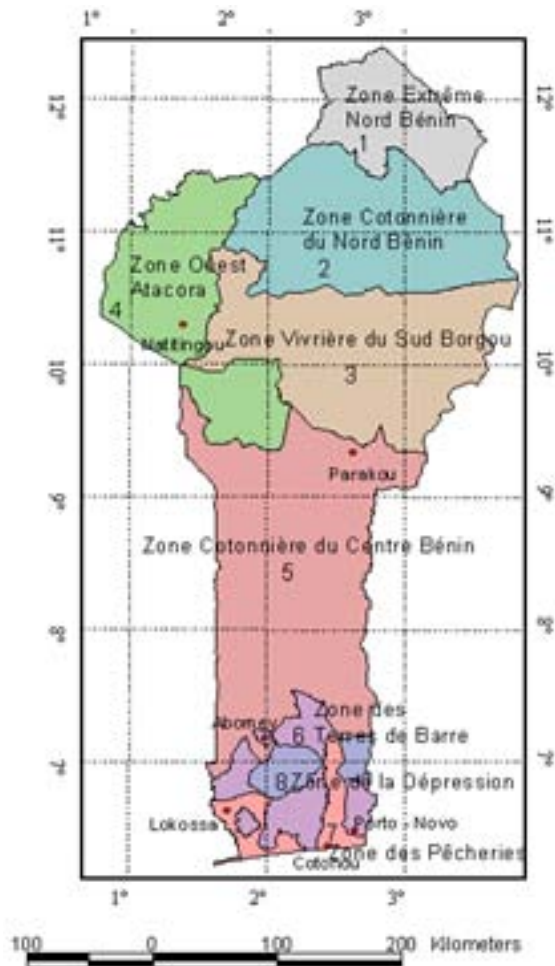 1° 2° 3°
12° 12°
Zone Extrême
Nord Bénin
1
11° 11°
Zone Cotonnière
du Nord Bénin
2
Zone Ouest
Atacora
4
Natitingou
Zone Vivrière du Sud Borgou
3
10° 10°
Parakou
9° 9°
Zone Cotonnière du Centre Bénin
5
8° 8°
Zone des
Abomey
6 Terres de Barre
7° 7°
8 Zone de la Dépression
Lokossa
7
Porto - Novo
Cotonou
Zone des Pêcheries
1° 2° 3°
100 0 100 200 Kilometers